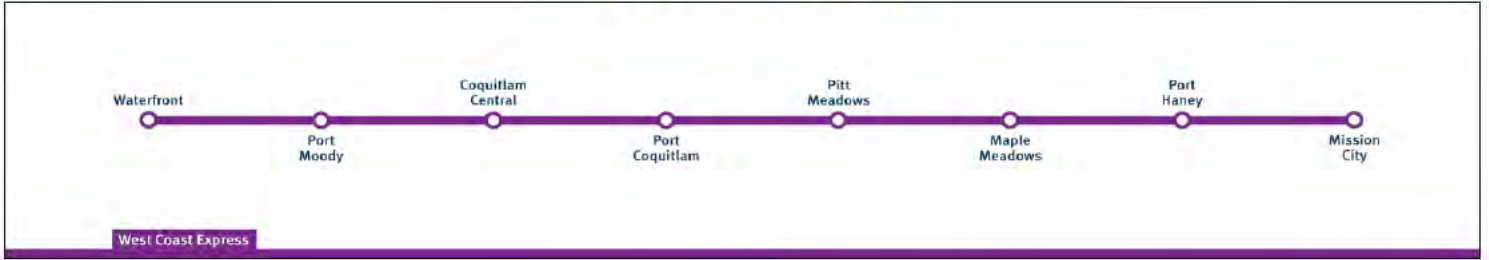 Waterfront
Port
Moody
Coquitlam
Central
Port
Coquitlam
Pitt
Meadows
Maple
Meadows
Port
Haney
Mission
City
West Coast Express